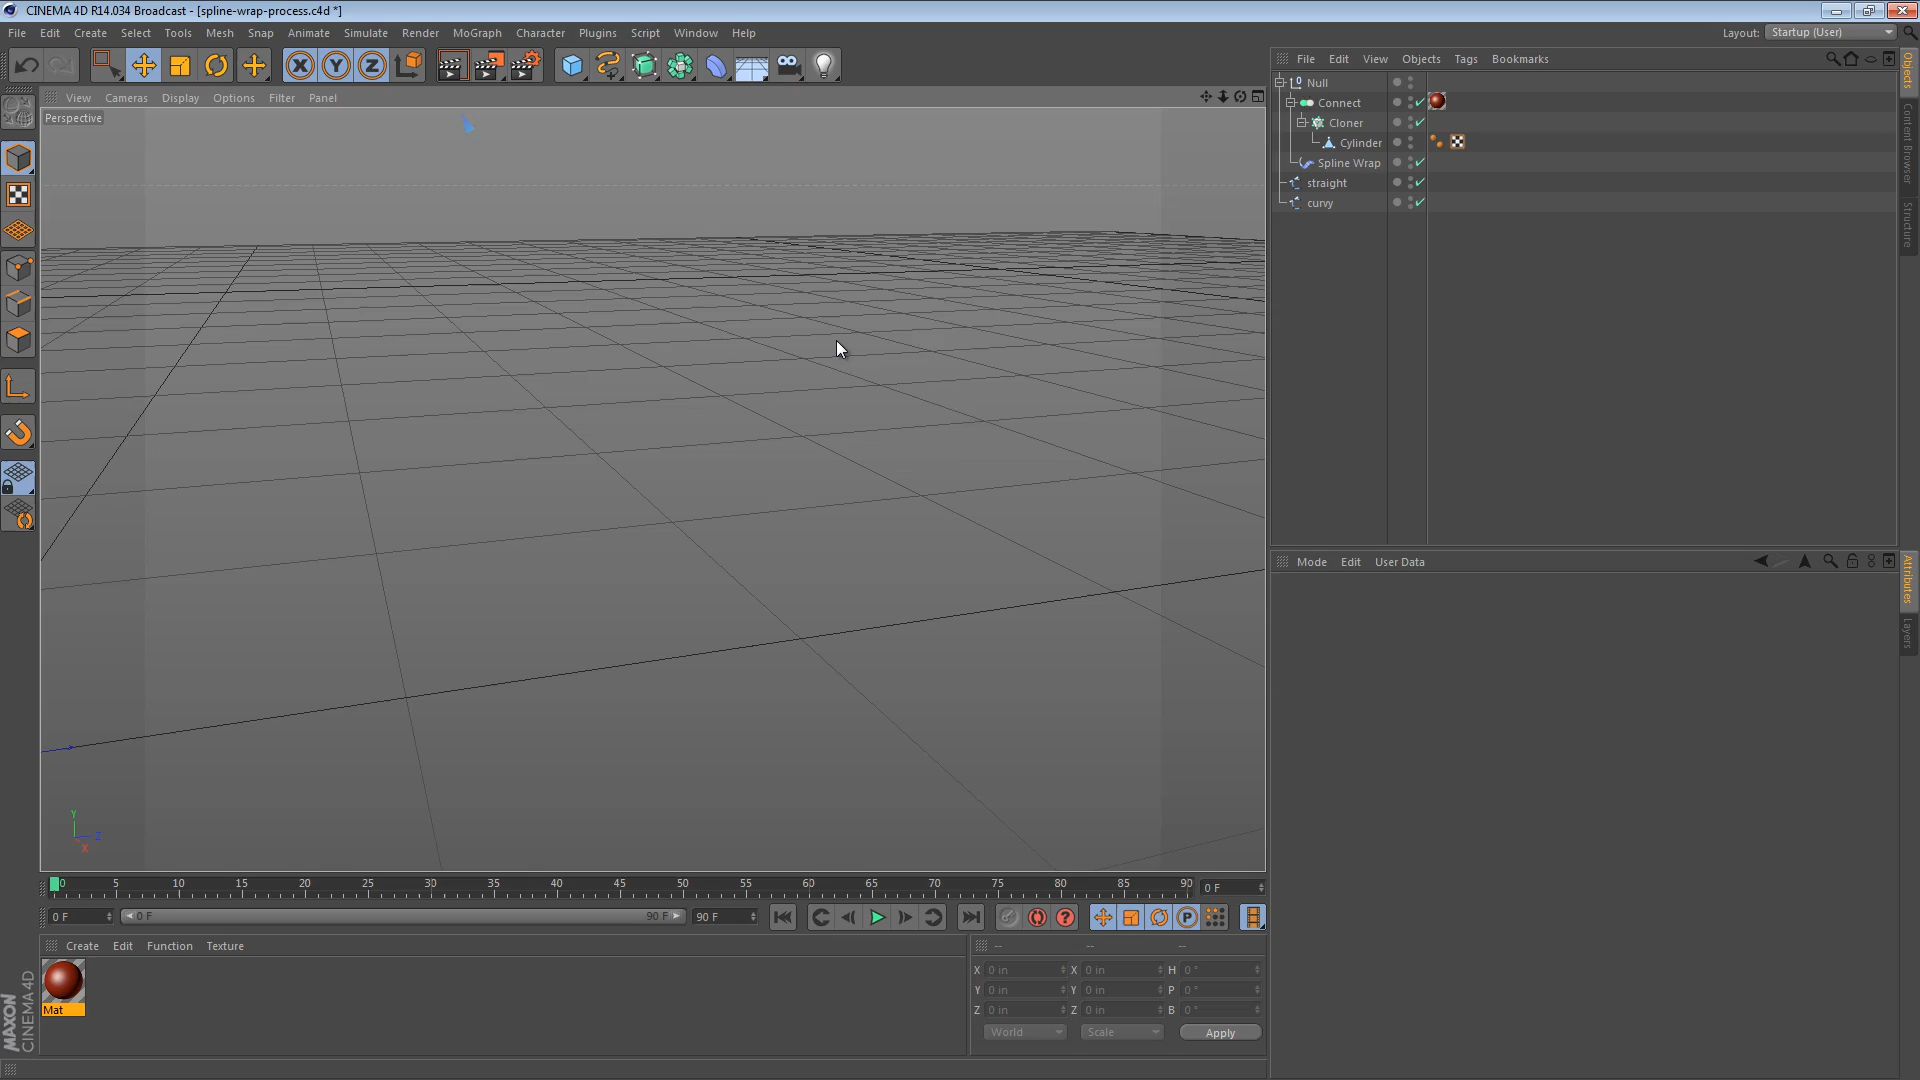 CINEMA 4D R14.034 Broadcast - [spline-wrap-process.c4d *]
File Edit Create Select Tools Mesh Snap Animate Simulate Render MoGraph Character Plugins Script Window Help
Layout: Startup (User)
File Edit View Objects Tags Bookmarks
View Cameras Display Options Filter Panel
Perspective
Null
Connect
Cloner
Cylinder
Spline Wrap
straight
curvy
Objects
Content Browser
Structure
Mode Edit User Data
Attributes
Layers
Y
Z
X
0 5 10 15 20 25 30 35 40 45 50 55 60 65 70 75 80 85 90
0 F
0 F
0 F
90 F
90 F
Create Edit Function Texture
-- -- --
Mat
X 0 in X 0 in H 0 °
Y 0 in Y 0 in P 0 °
Z 0 in Z 0 in B 0 °
World Scale Apply
MAXON
CINEMA 4D